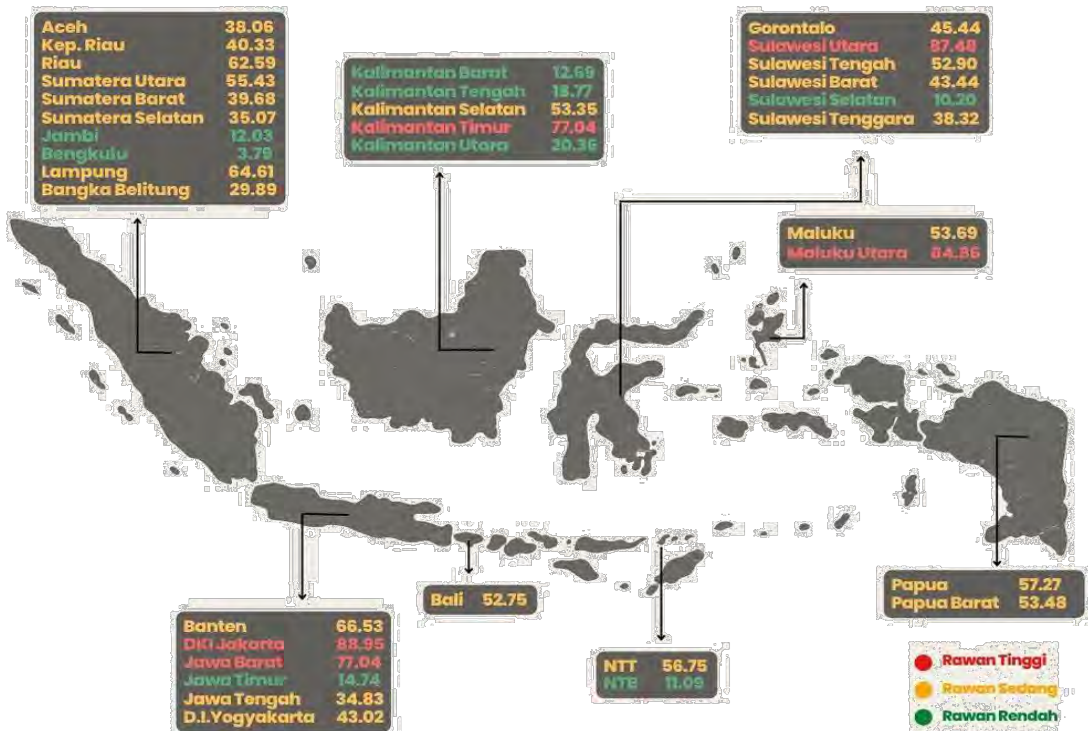 Aceh 38.06
Kep. Riau 40.33
Riau 62.59
Sumatera Utara 55.43
Sumatera Barat 39.68
Sumatera Selatan 35.07
Jambi 12.03
Bengkulu 3.79
Lampung 64.61
Bangka Belitung 29.89
Kalimantan Barat 12.69
Kalimantan Tengah 18.77
Kalimantan Selatan 53.35
Kalimantan Timur 77.04
Kalimantan Utara 20.36
Gorontalo 45.44
Sulawesi Utara 87.48
Sulawesi Tengah 52.90
Sulawesi Barat 43.44
Sulawesi Selatan 10.20
Sulawesi Tenggara 38.32
Maluku 53.69
Maluku Utara 84.86
Banten 66.53
DKI Jakarta 88.95
Jawa Barat 77.04
Jawa Timur 14.74
Jawa Tengah 34.83
D.I.Yogyakarta 43.02
Bali 52.75
NTT 56.75
NTB 11.09
Papua 57.27
Papua Barat 53.48
Rawan Tinggi
Rawan Sedang
Rawan Rendah